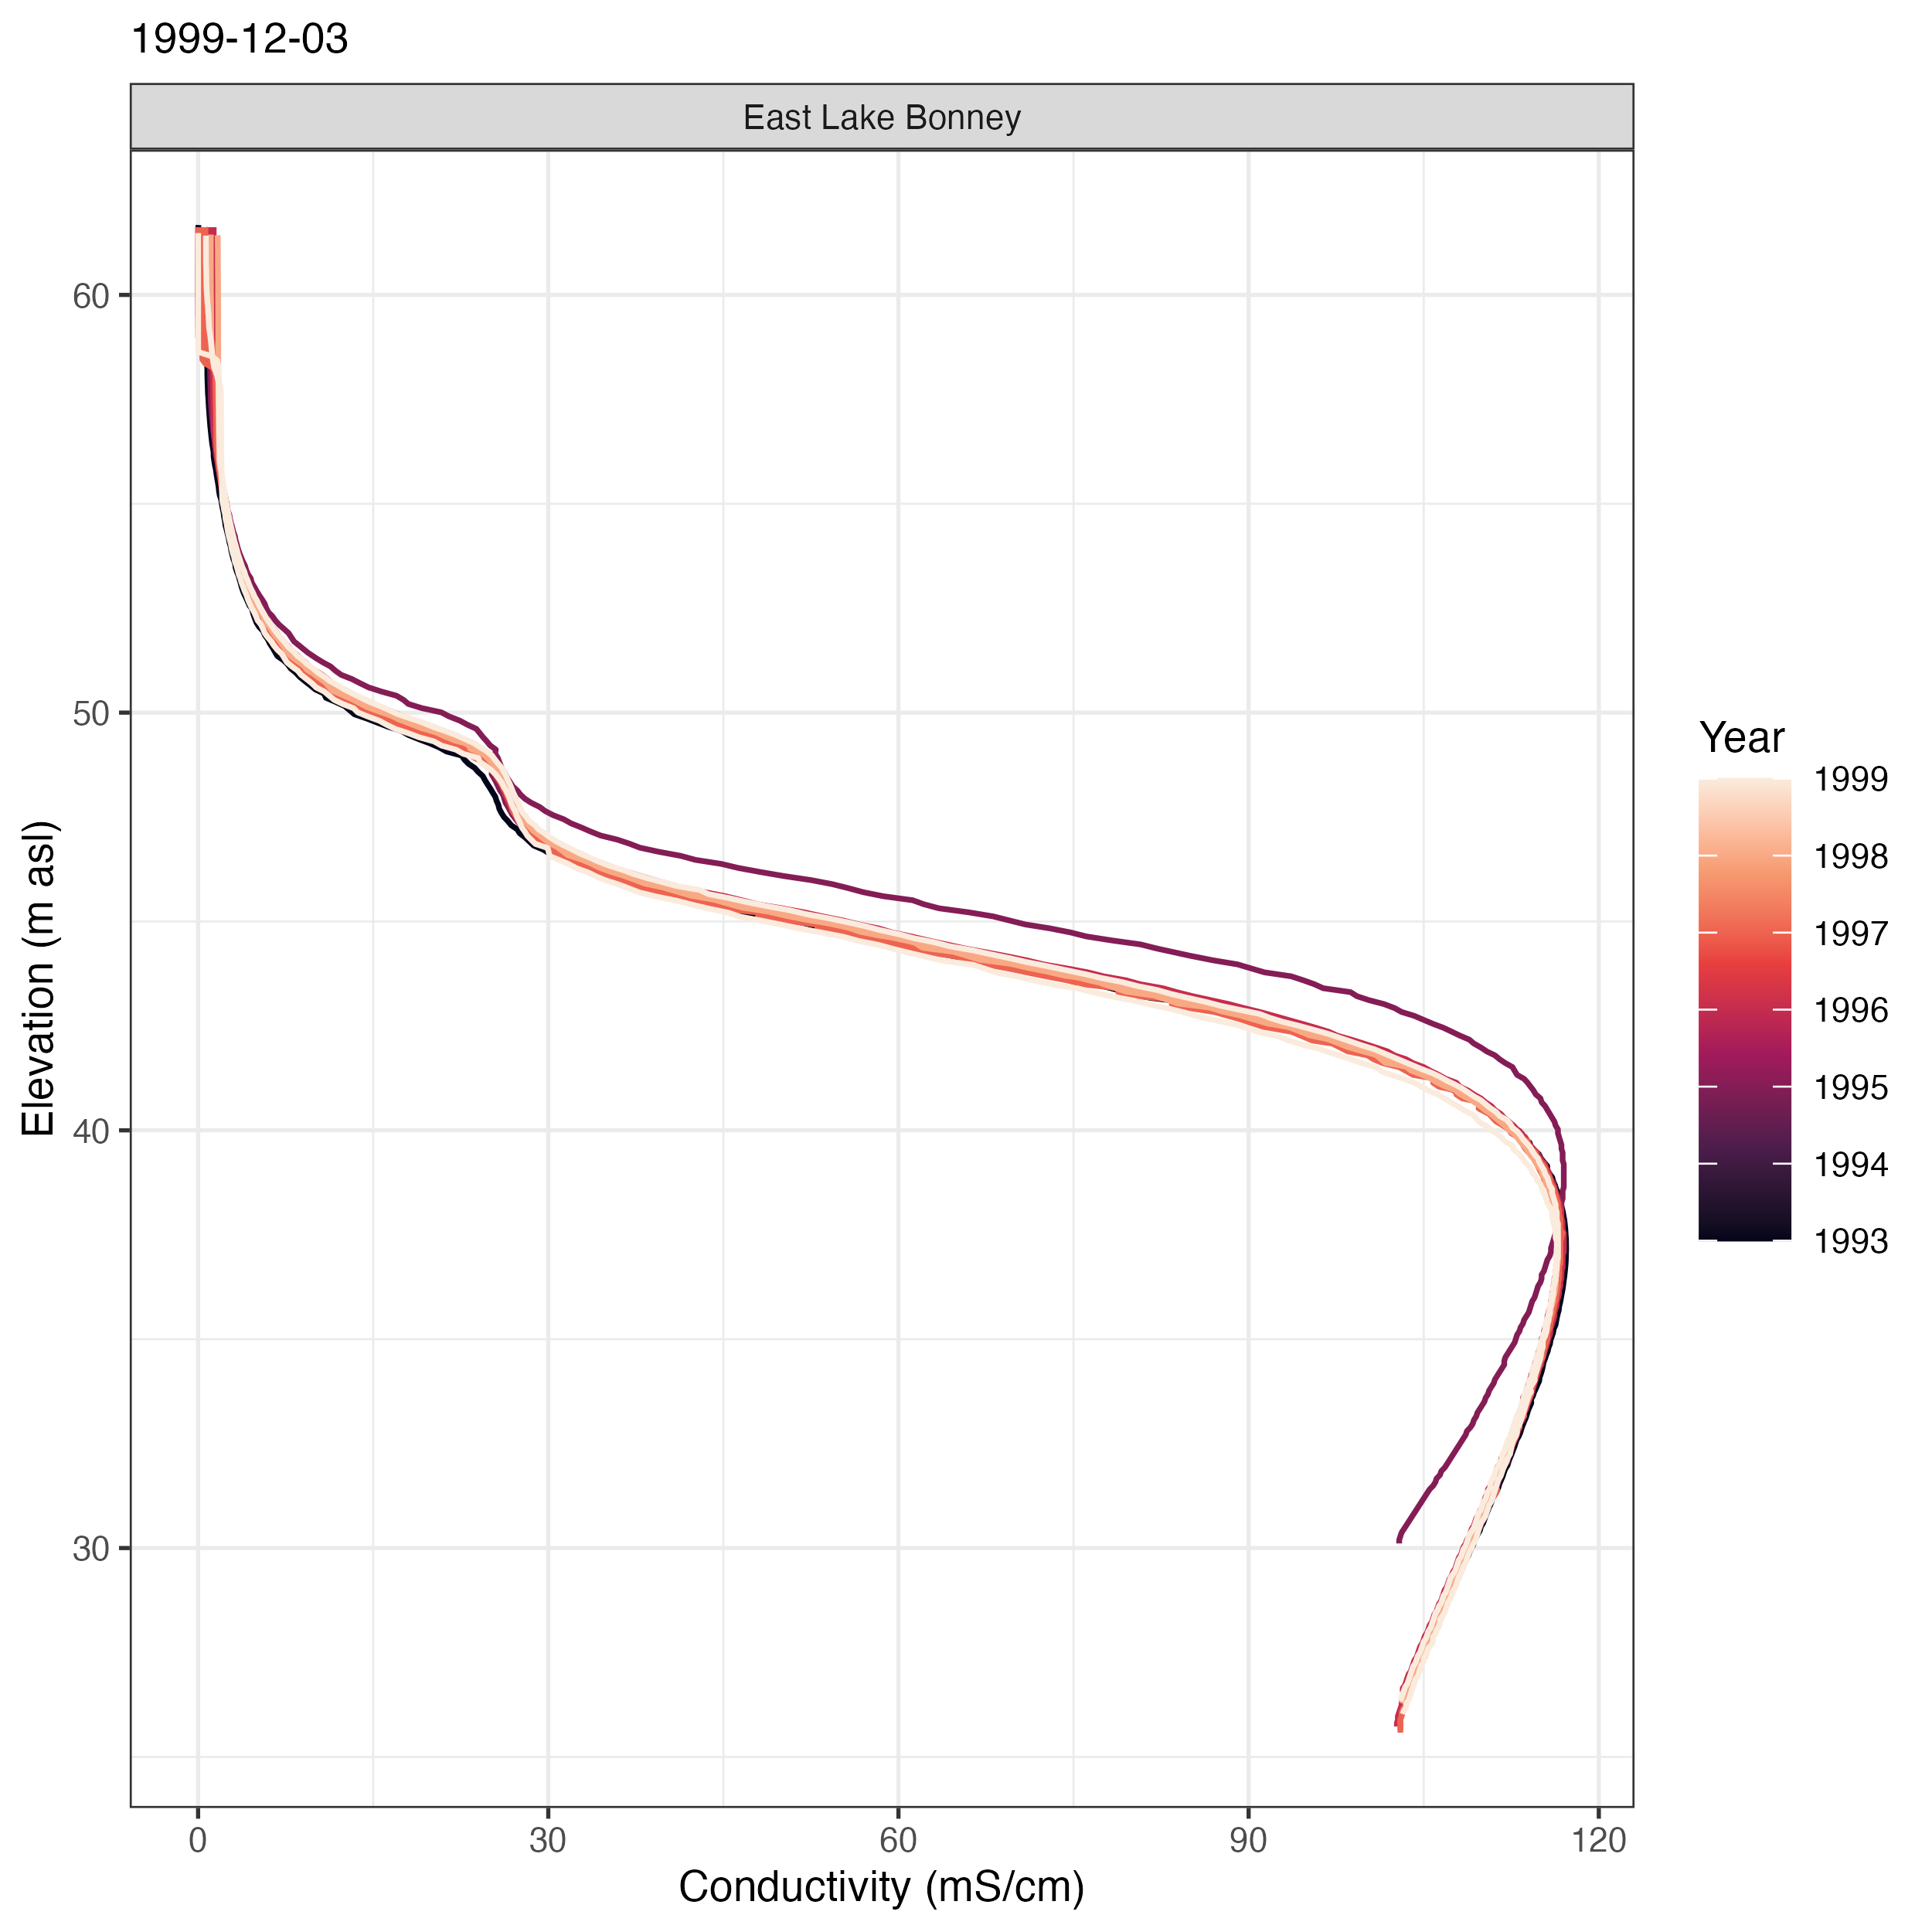 1999-12-03
East Lake Bonney
60
50
40
30
Elevation (m asl)
0 30 60 90 120
Conductivity (mS/cm)
Year
1999
1998
1997
1996
1995
1994
1993